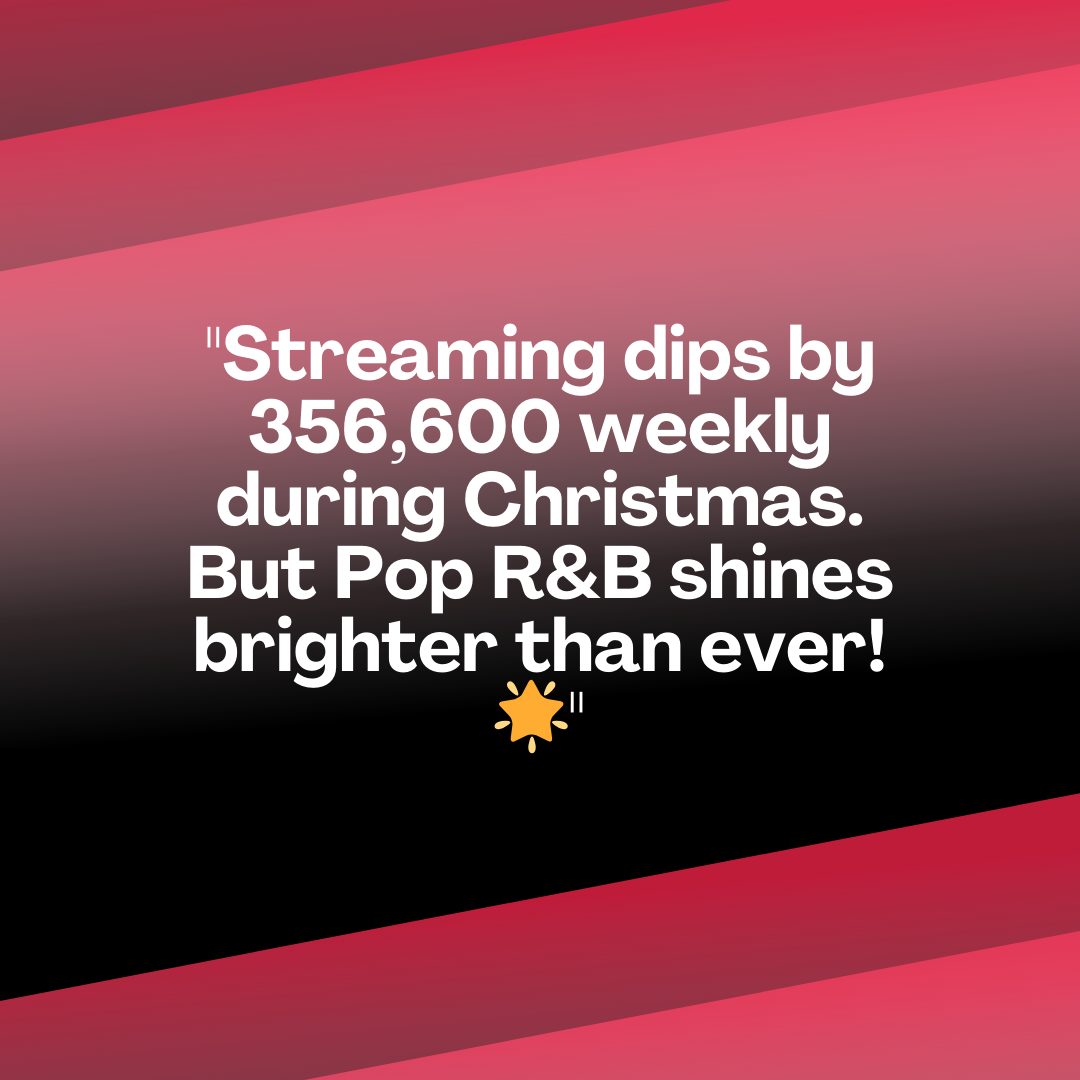 "Streaming dips by
356,600 weekly
during Christmas.
But Pop R&B shines
brighter than ever!
🌟"